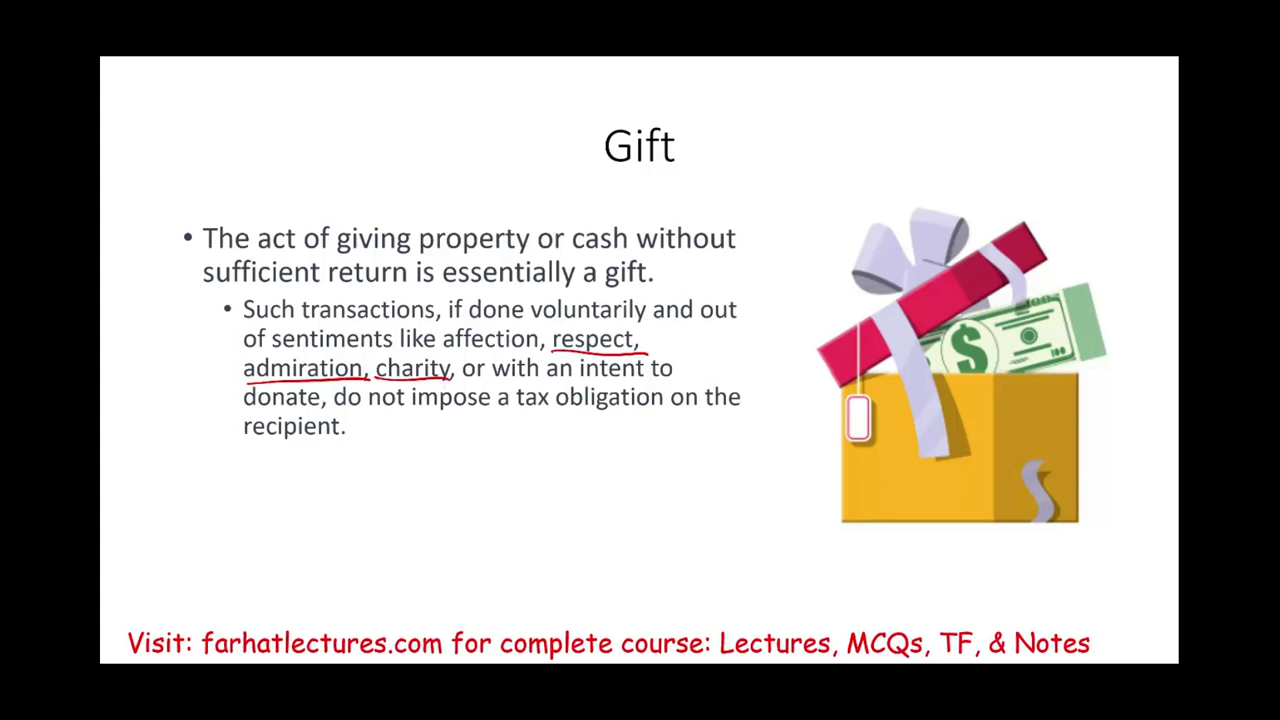 Gift
• The act of giving property or cash without
sufficient return is essentially a gift.
• Such transactions, if done voluntarily and out
of sentiments like affection, respect,
admiration, charity, or with an intent to
donate, do not impose a tax obligation on the
recipient.
$
100
100
Visit: farhatlectures.com for complete course: Lectures, MCQs, TF, & Notes